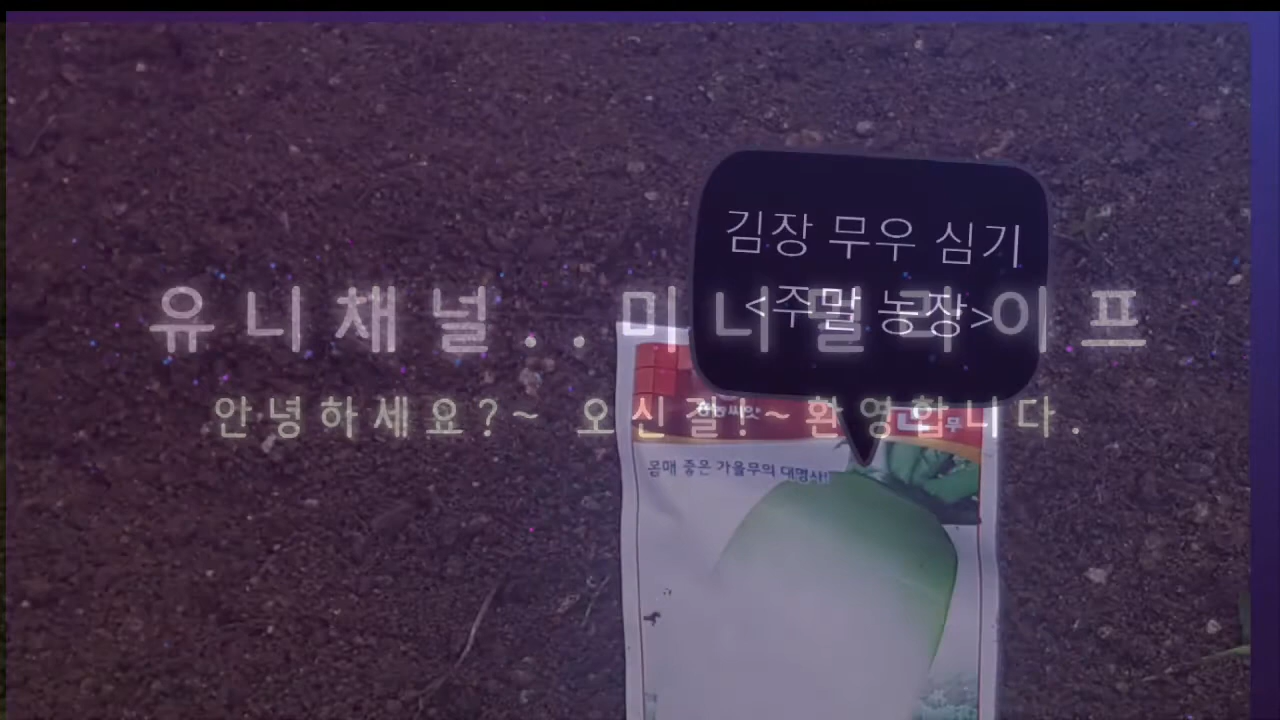 김장 무우 심기
<주말 농장>
유니채널..미니멀라이프
안녕하세요?~ 오신걸!~환영합니다.
몸매 좋은 가을무의 대명사!!